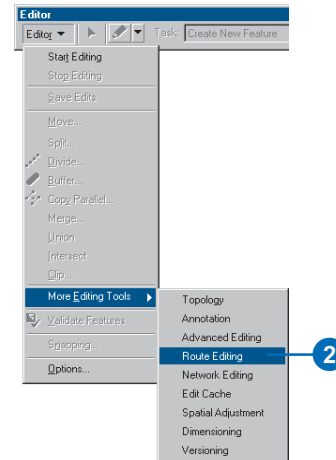 Editor
Editor
Task:
Create New Feature
Start Editing
Stop Editing
Save Edits
Move...
Split...
Divide...
Buffer...
Copy Parallel...
Merge...
Union
Intersect
Clip...
More Editing Tools
Validate Features
Snapping...
Options...
Topology
Annotation
Advanced Editing
Route Editing
2
Network Editing
Edit Cache
Spatial Adjustment
Dimensioning
Versioning